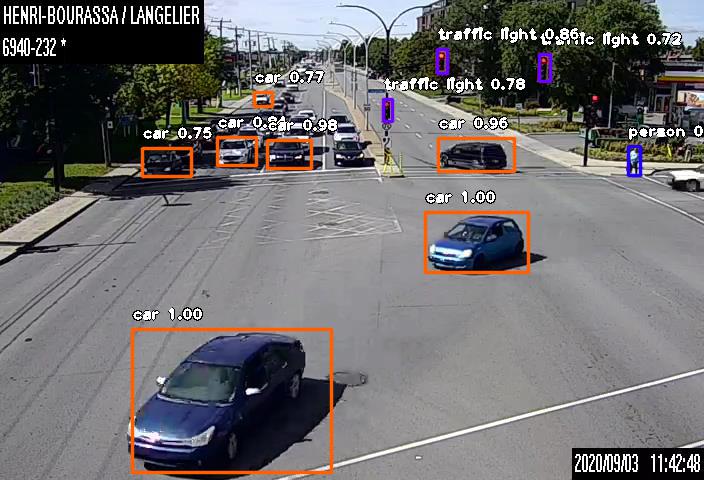 HENRI-BOURASSA / LANGELIER
6940-232 *
traffic light 0.86
traffic light 0.72
car 0.77
traffic light 0.78
car 0.75
car
car 0.98
car 0.96
person 0
car 1.00
car 1.00
2020/09/03 11:42:48